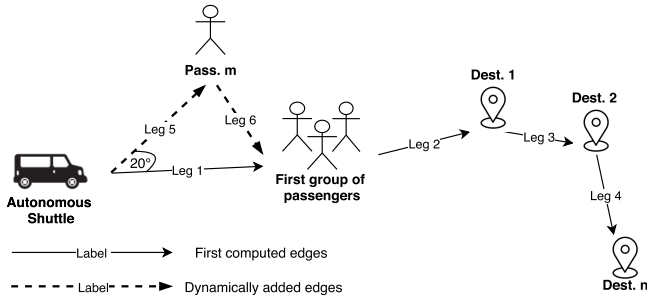 Pass. m
Dest. 1
Dest. 2
Leg 5
Leg 6
20°
Leg 1
Leg 2
Leg 3
Leg 4
Autonomous
Shuttle
First group of
passengers
Dest. n
Label
First computed edges
Label
Dynamically added edges